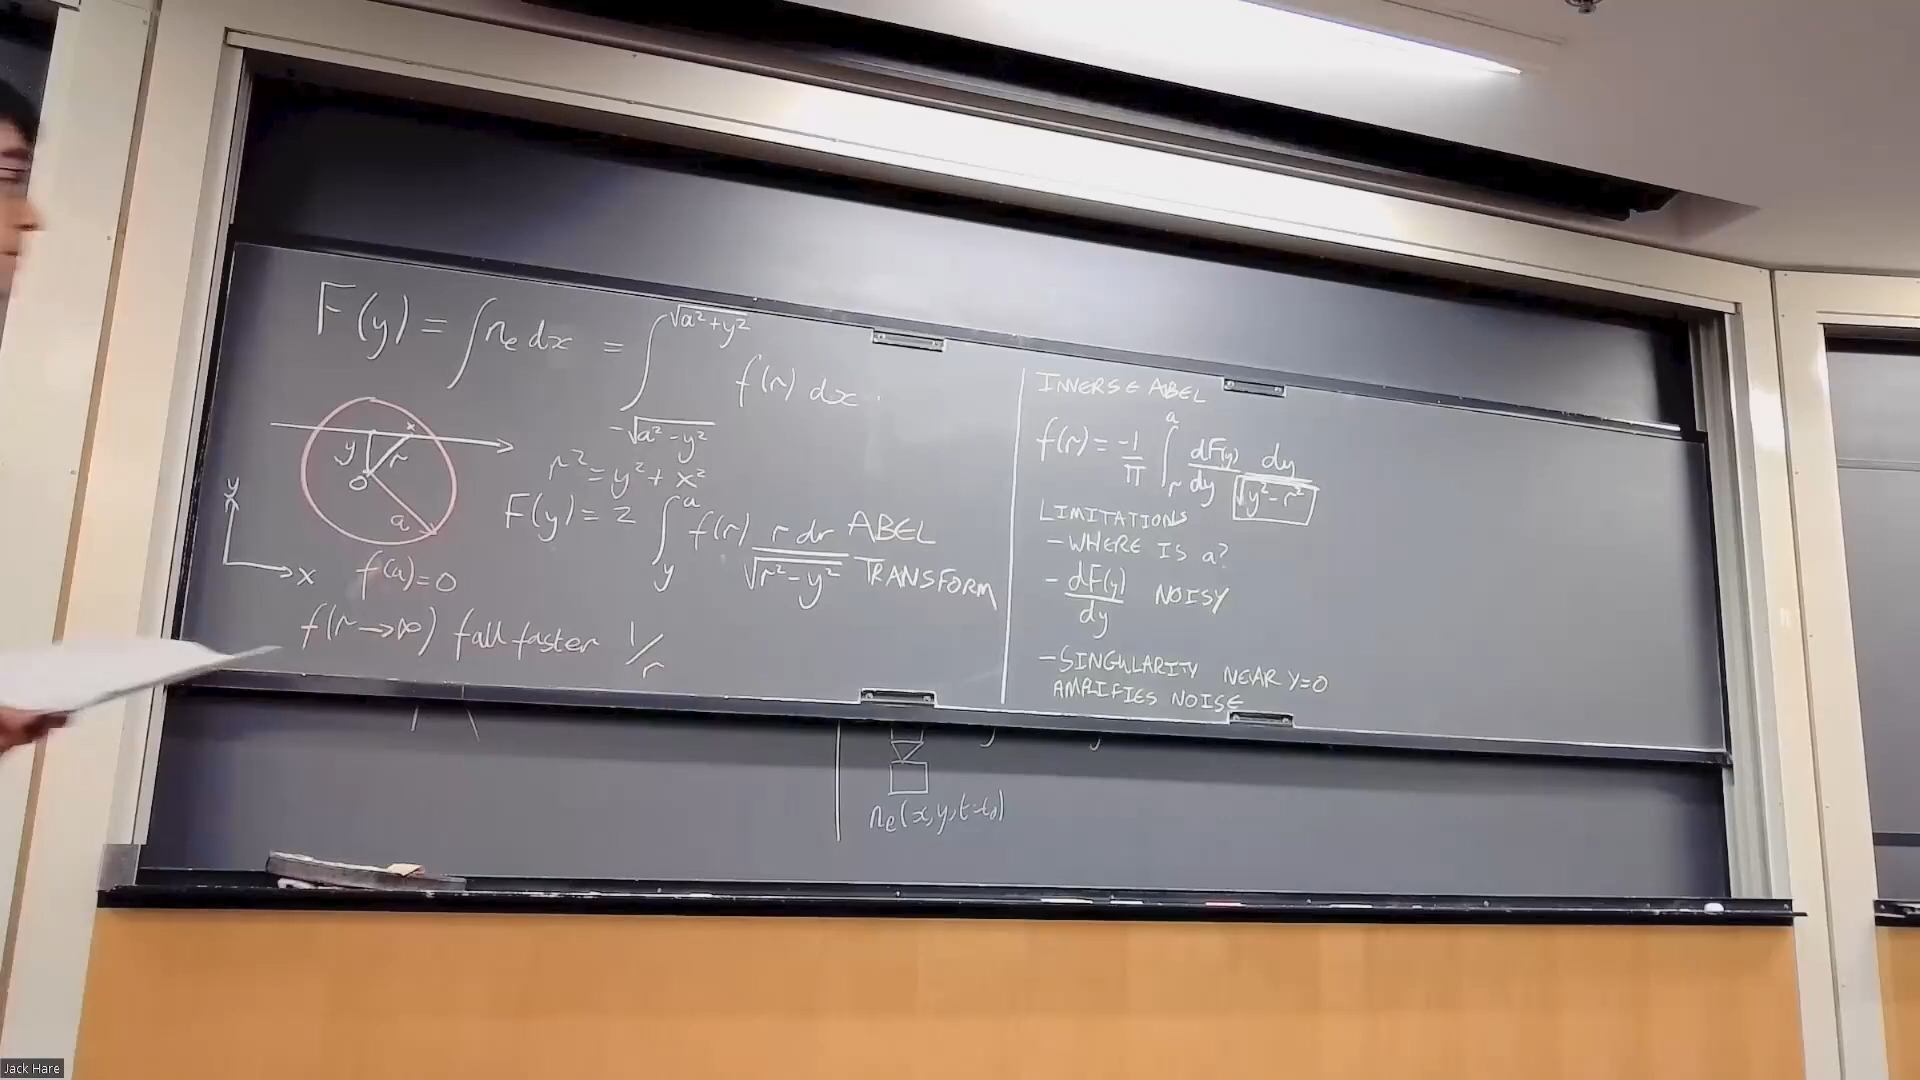 F(y) = ∫ n_e dx = ∫_{-√(a²-y²)}^{√(a²+y²)} f(r) dx.
y r x
O
a
y
x
r² = y² + x²
F(y) = 2 ∫_y^a f(r) r dr / √(r²-y²) ABEL
TRANSFORM
f(a)=0
f(r→∞) fall faster 1/r
INVERSE ABEL
f(r) = -1/π ∫_r^a dF(y)/dy dy/√(y²-r²)
LIMITATIONS
- WHERE IS a?
- dF(y)/dy NOISY
- SINGULARITY NEAR Y=0
AMPLIFIES NOISE
n_e(x,y,t=t₀)
Jack Hare